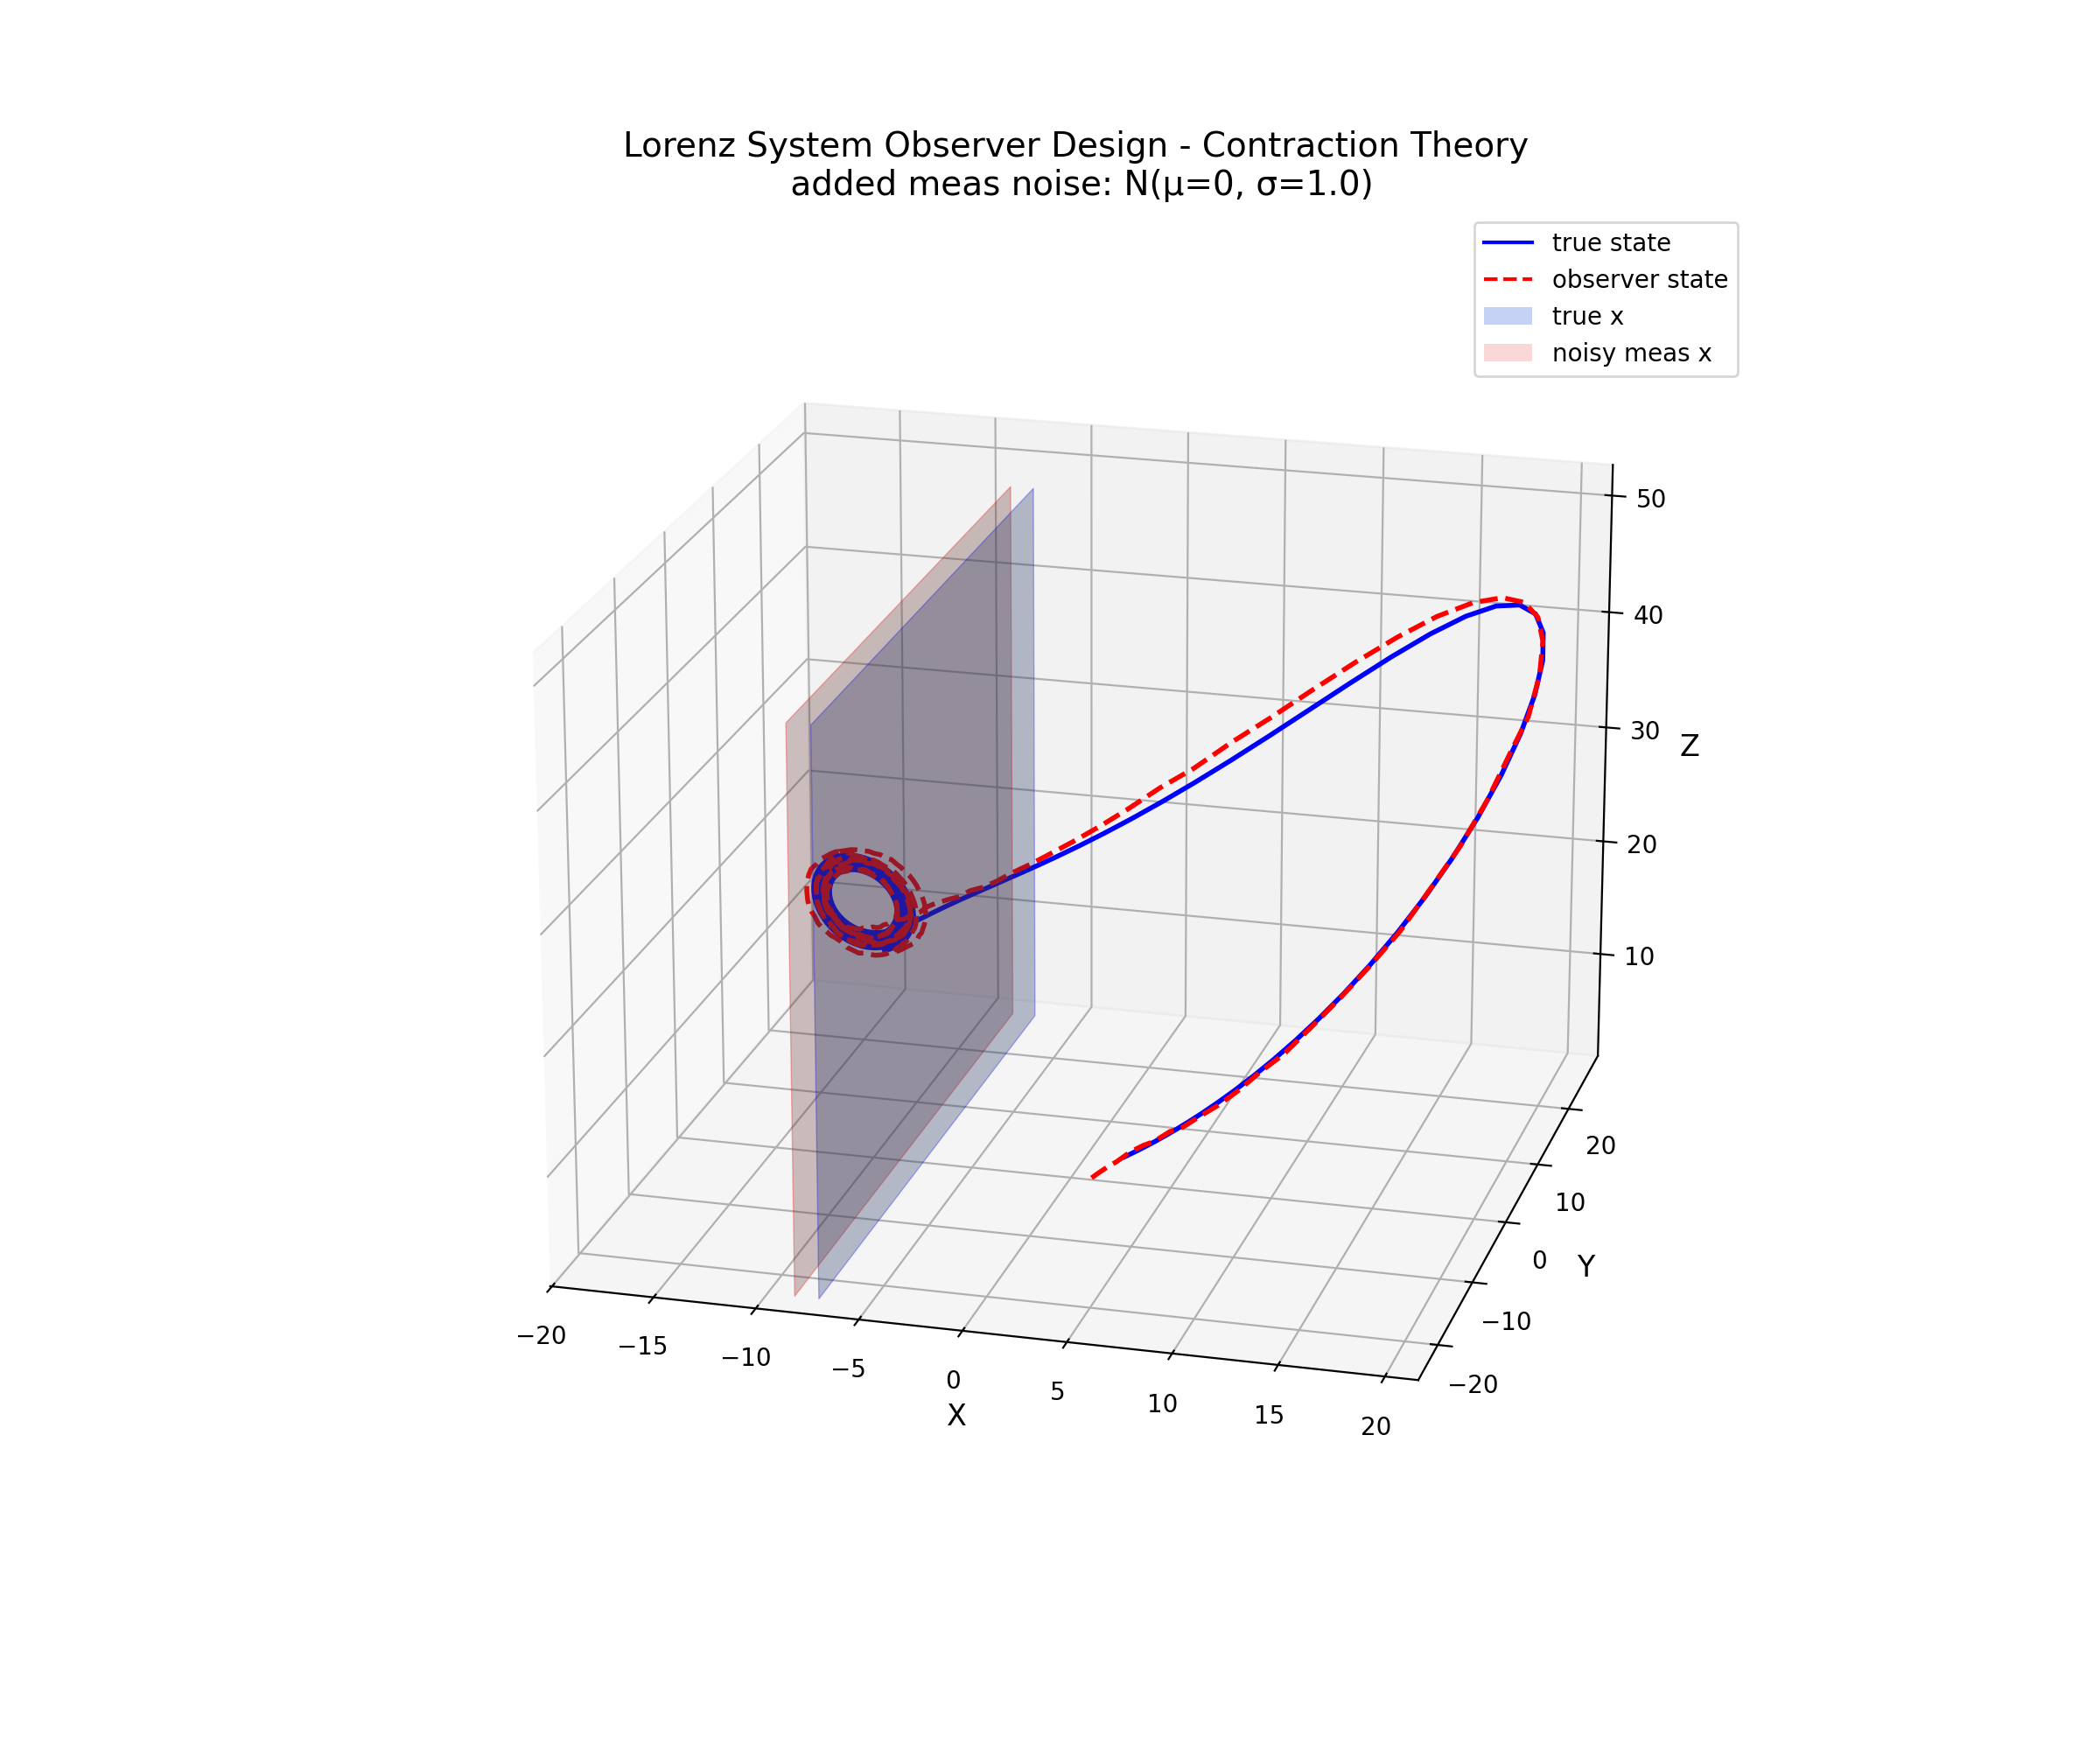 Lorenz System Observer Design - Contraction Theory
added meas noise: N(μ=0, σ=1.0)
true state
observer state
true x
noisy meas x
50
40
30
Z
20
10
20
10
0
Y
−10
−20
−20
−15
−10
−5
0
5
10
15
20
X